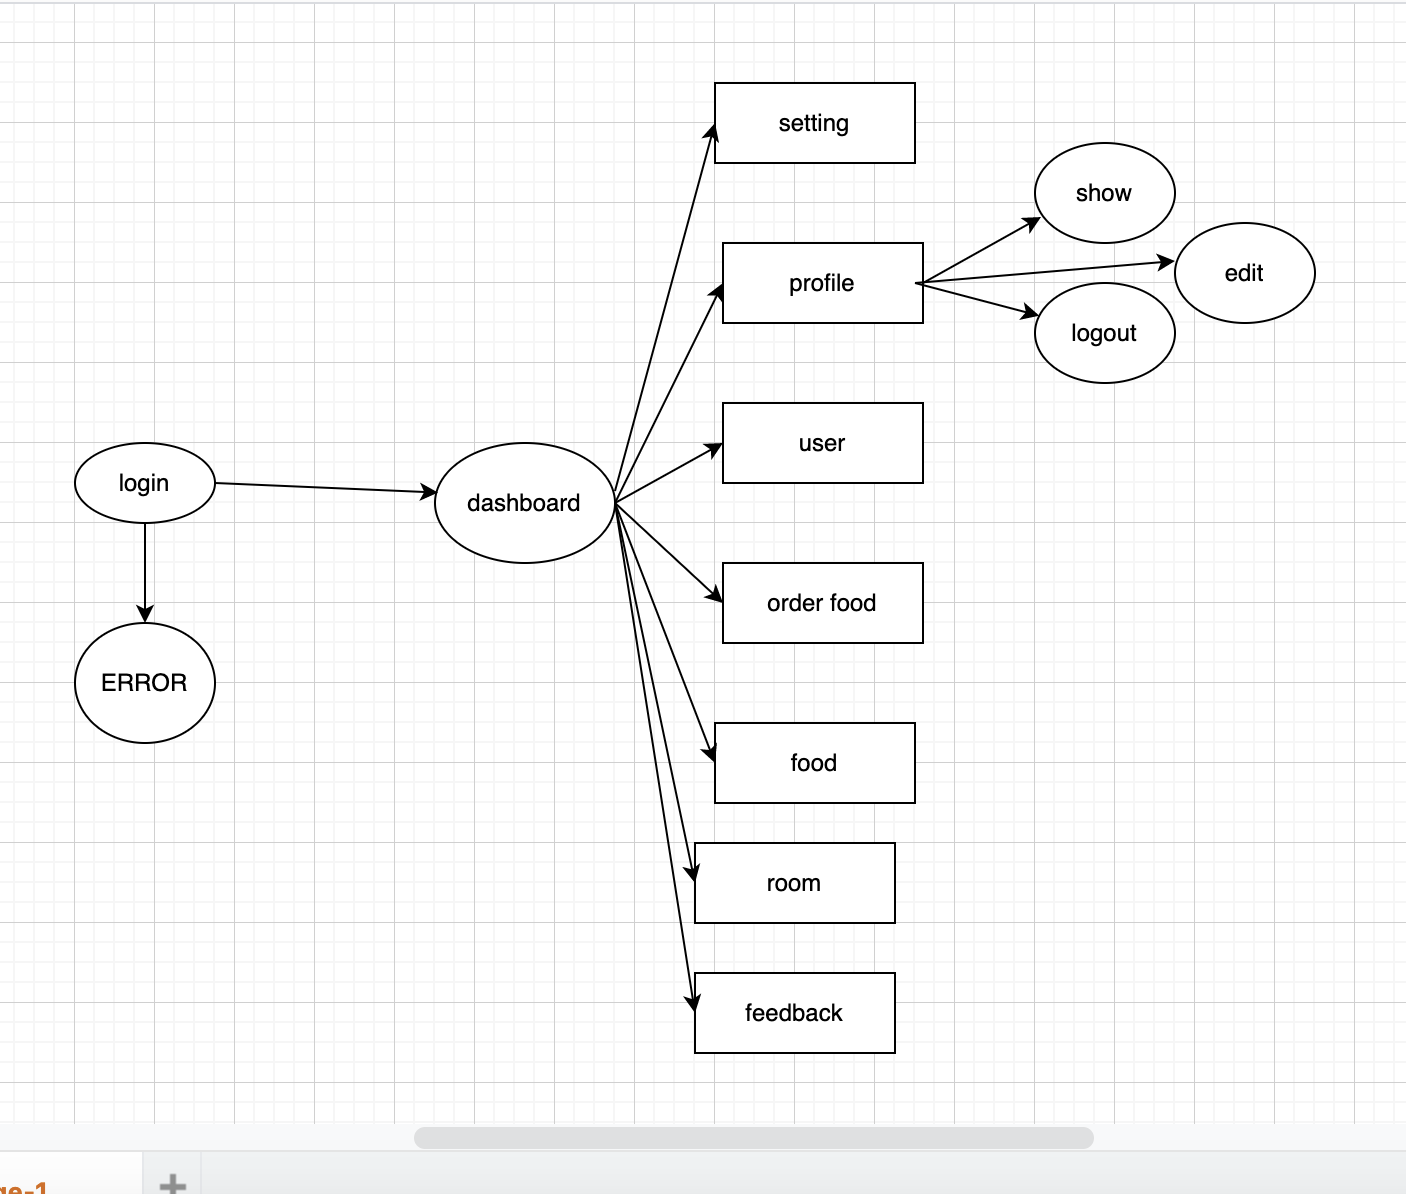 setting
show
profile
edit
logout
user
login
dashboard
order food
ERROR
food
room
feedback
ge-1